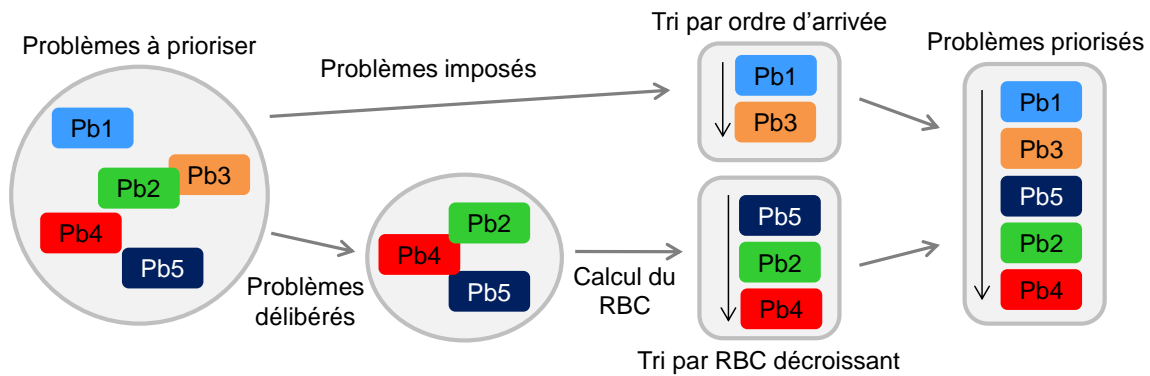 Problèmes à prioriser
Pb1
Pb2
Pb3
Pb4
Pb5
Problèmes imposés
Problèmes
délibérés
Pb2
Pb4
Pb5
Calcul du
RBC
Tri par ordre d'arrivée
Pb1
Pb3
Pb5
Pb2
Pb4
Tri par RBC décroissant
Problèmes priorisés
Pb1
Pb3
Pb5
Pb2
Pb4